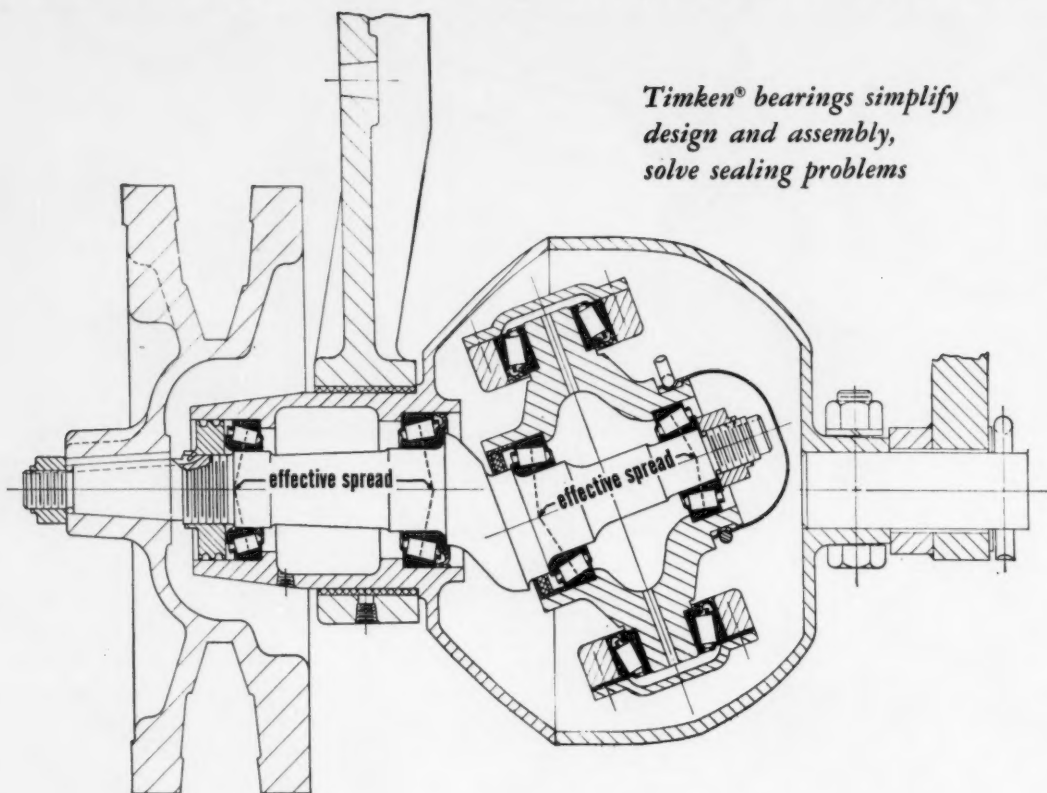 Timken® bearings simplify
design and assembly,
solve sealing problems
effective spread
effective spread